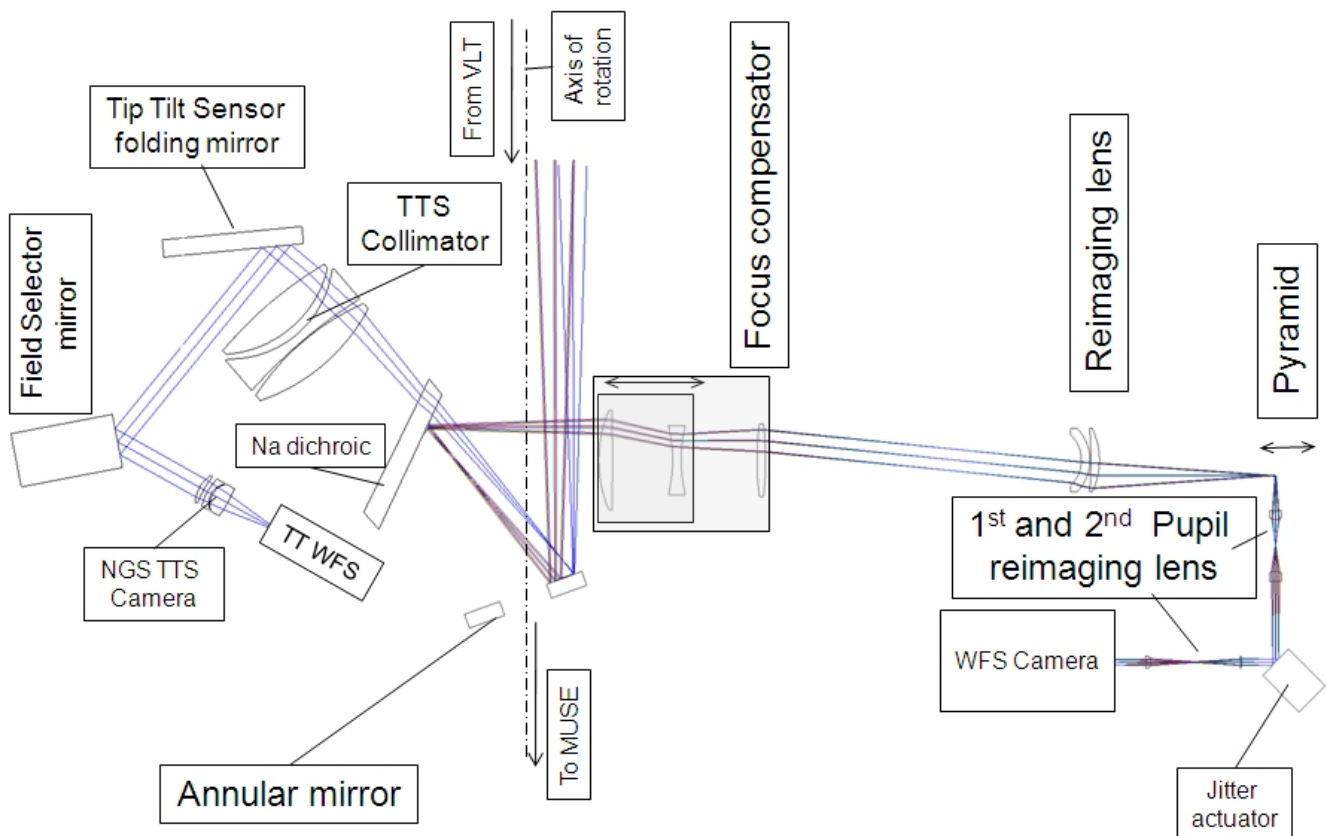 From VLT
Axis of
rotation
Tip Tilt Sensor
folding mirror
TTS
Collimator
Focus compensator
Reimaging lens
Pyramid
Field Selector
mirror
Na dichroic
TT WFS
NGS TTS
Camera
1st and 2nd Pupil
reimaging lens
WFS Camera
To MUSE
Annular mirror
Jitter
actuator